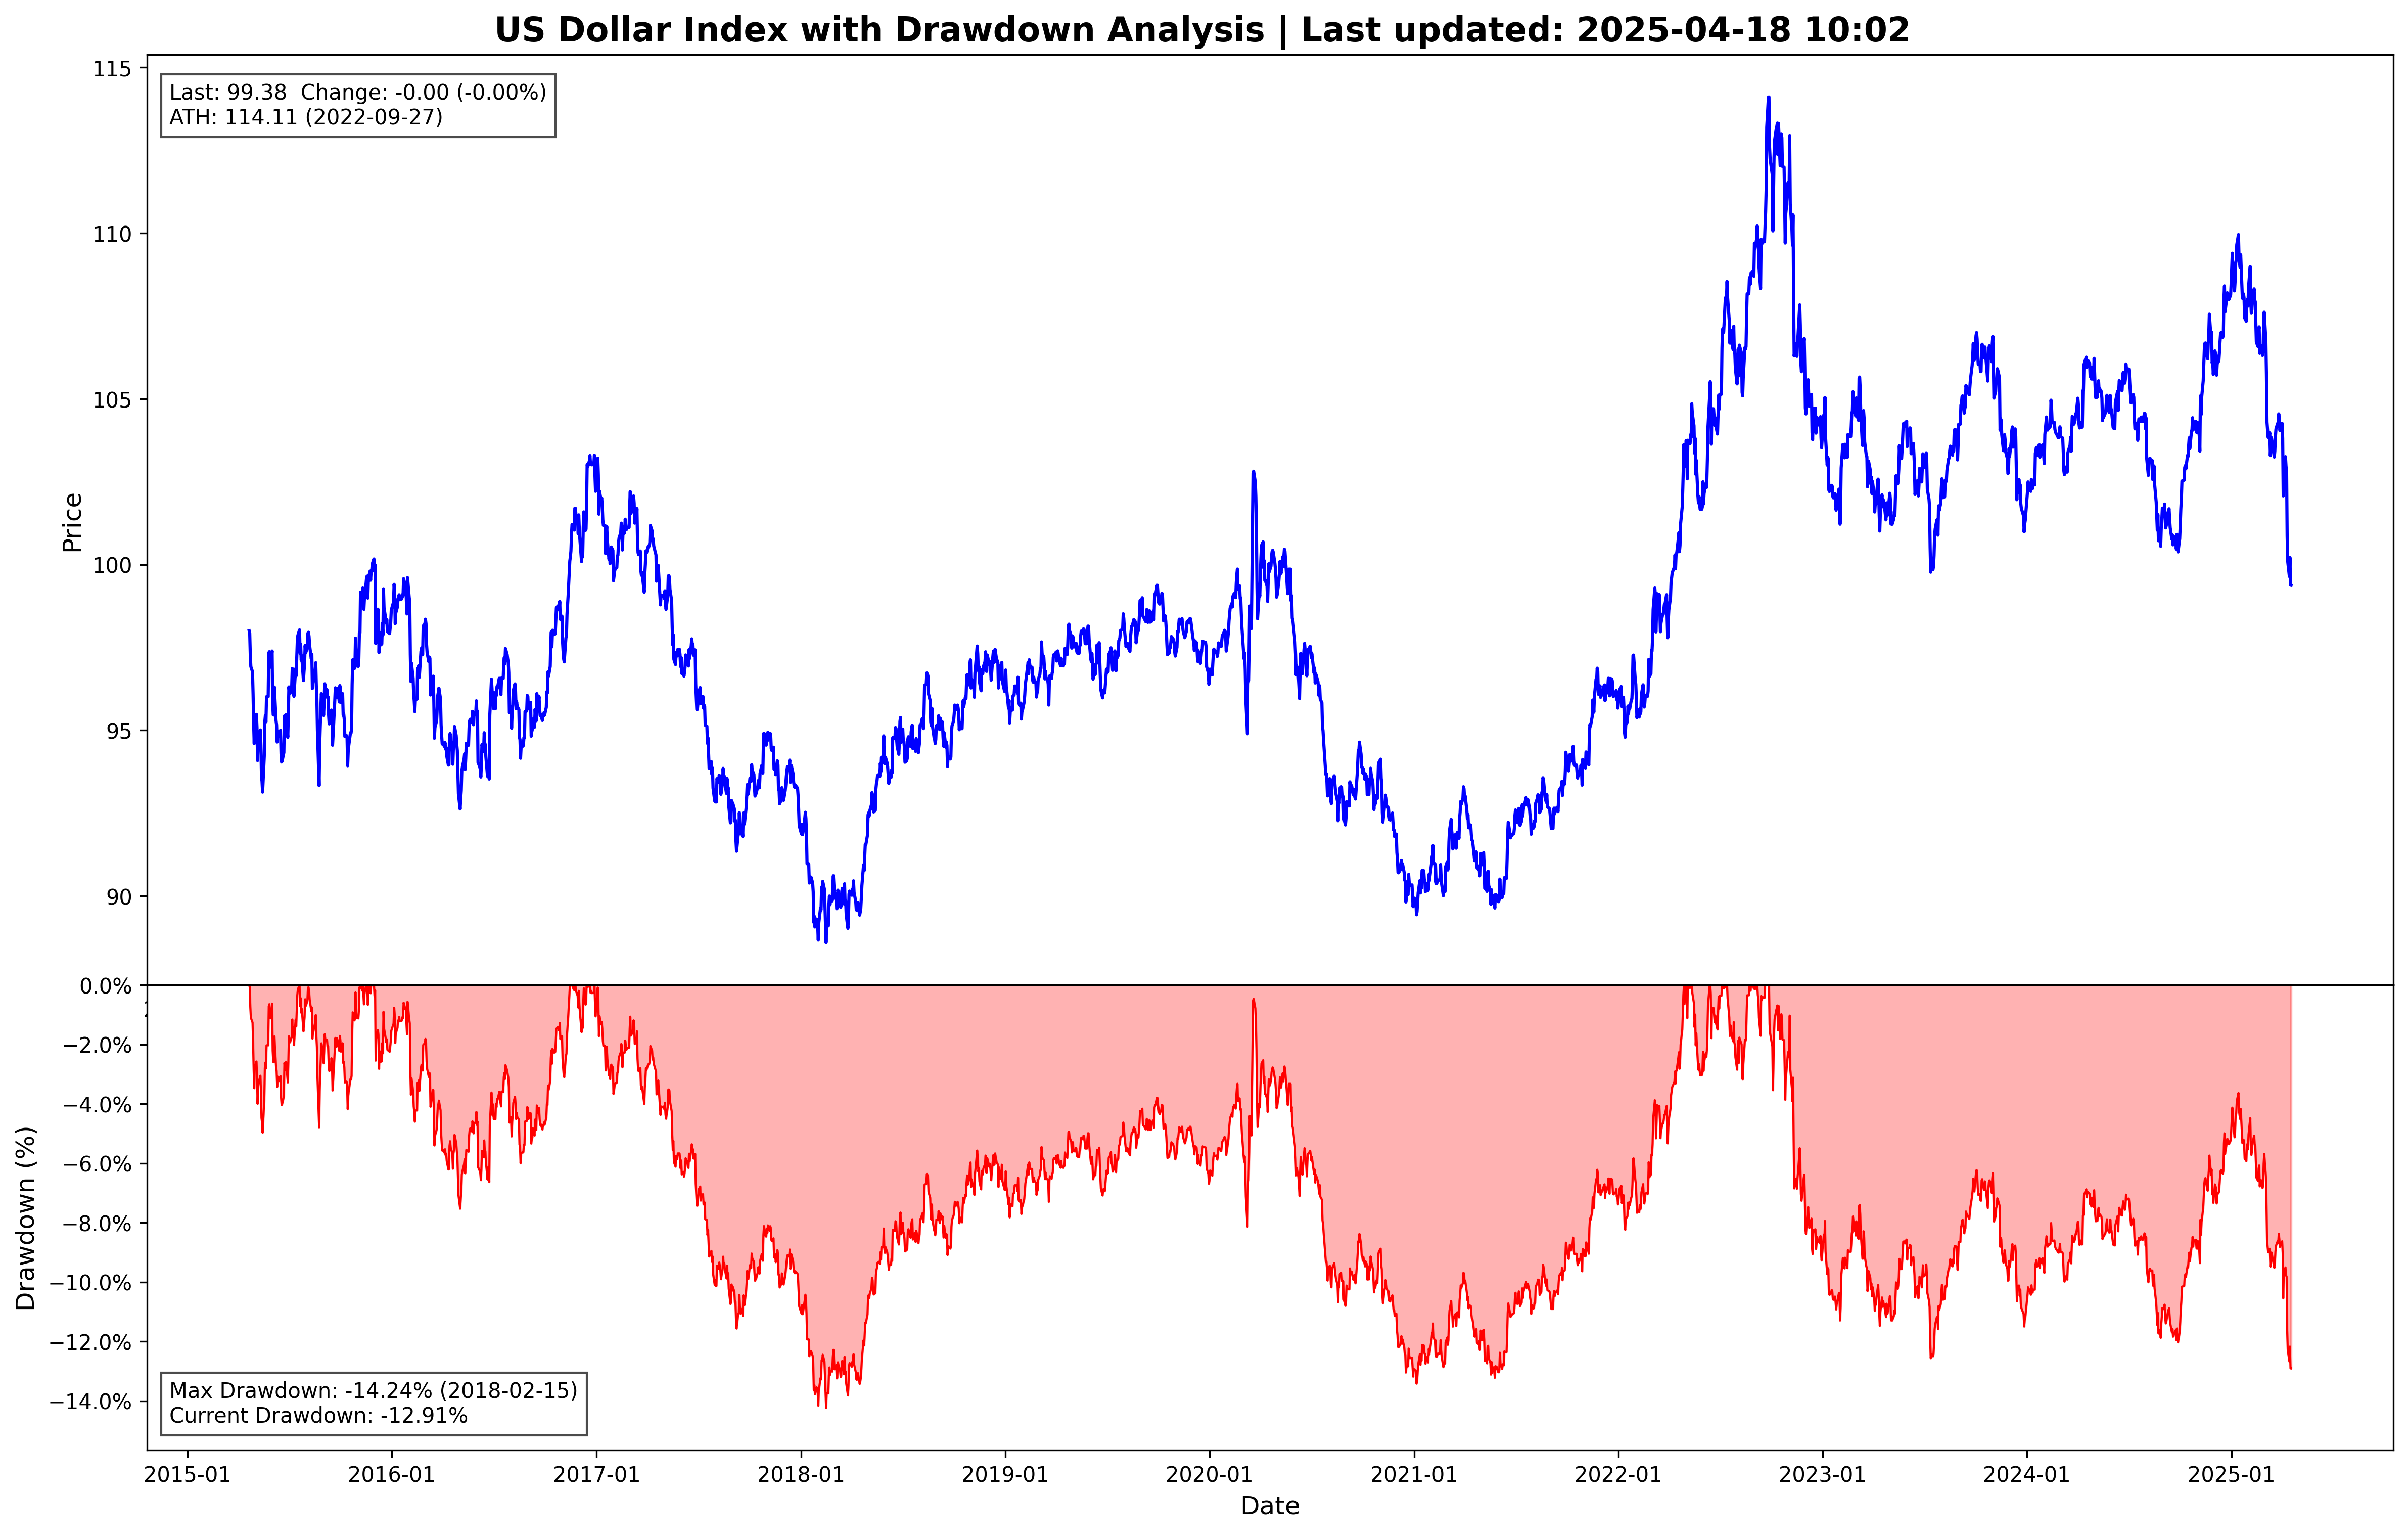 US Dollar Index with Drawdown Analysis | Last updated: 2025-04-18 10:02
Last: 99.38  Change: -0.00 (-0.00%)
ATH: 114.11 (2022-09-27)
115
110
105
100
95
90
Price
0.0%
−2.0%
−4.0%
−6.0%
−8.0%
−10.0%
−12.0%
−14.0%
Drawdown (%)
Max Drawdown: -14.24% (2018-02-15)
Current Drawdown: -12.91%
2015-01 2016-01 2017-01 2018-01 2019-01 2020-01 2021-01 2022-01 2023-01 2024-01 2025-01
Date